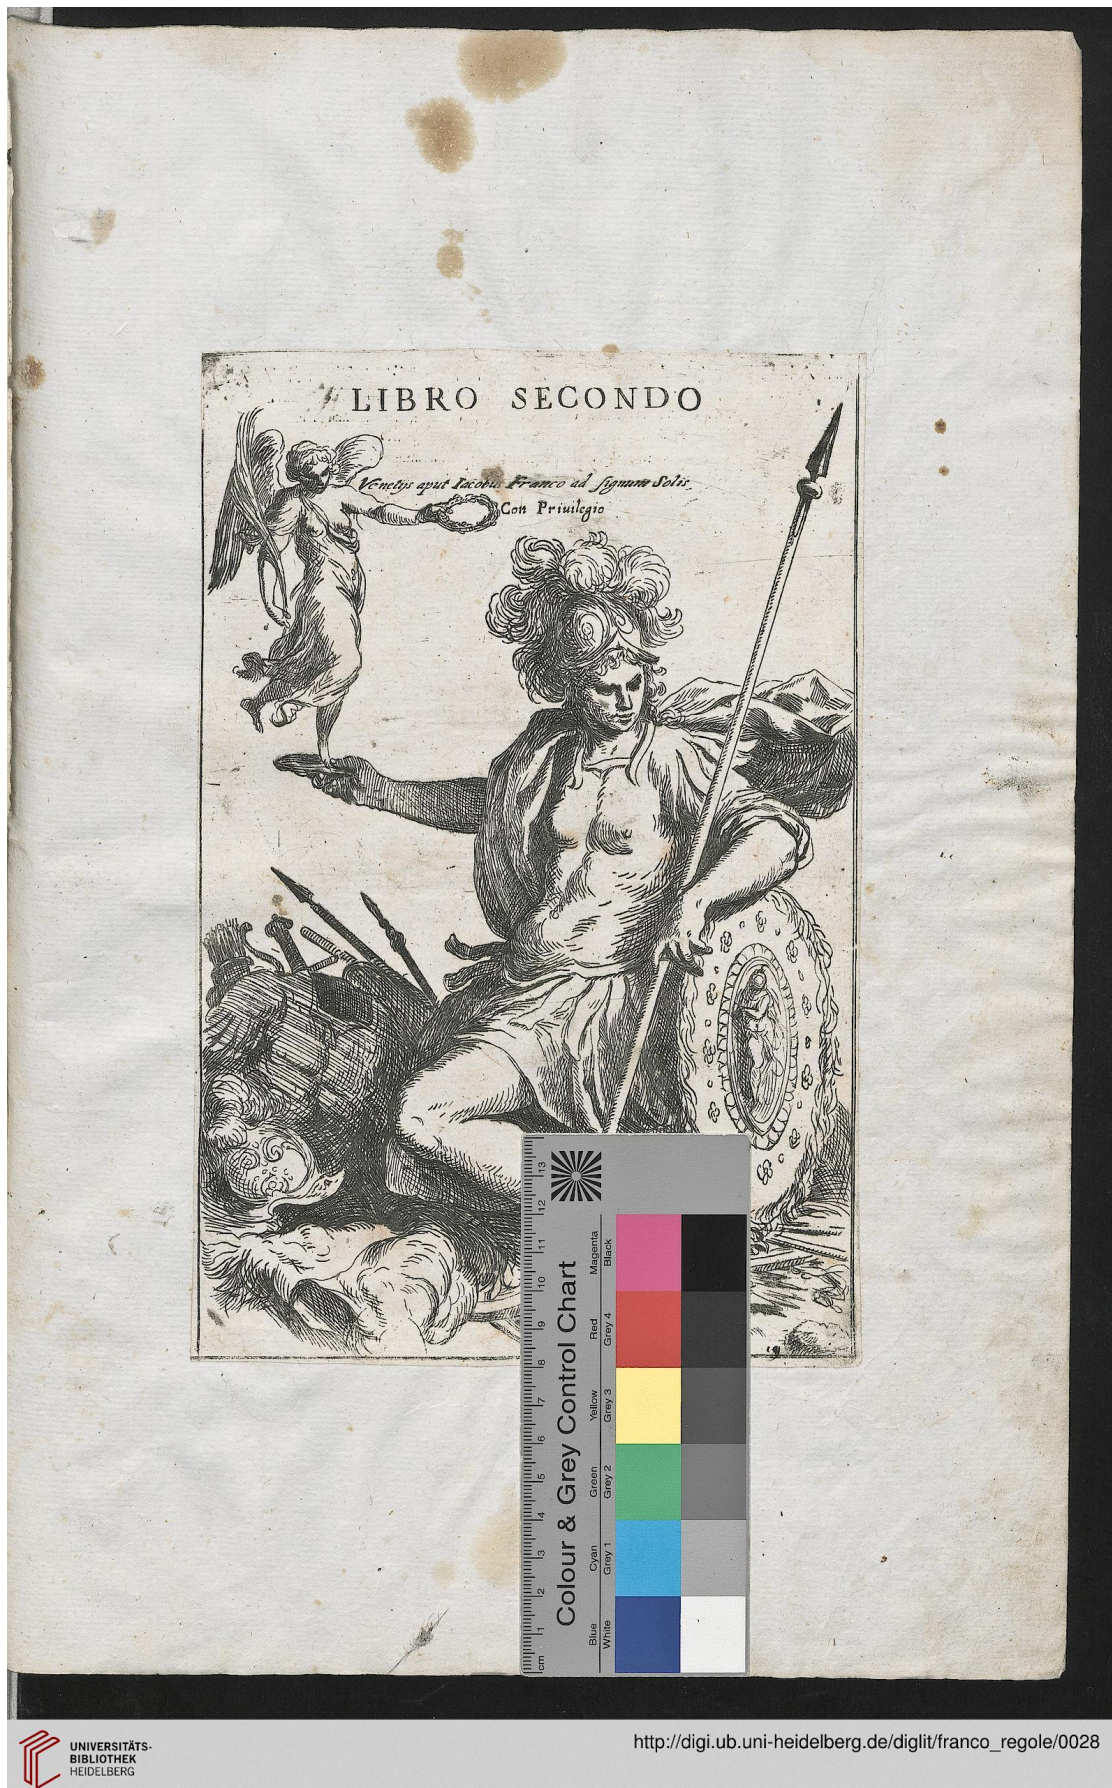 LIBRO SECONDO
Venetijs aput Iacobus Franco ad signum Solis
Con Priuilegio
Colour & Grey Control Chart
Blue Cyan Green Yellow Red Magenta
White Grey 1 Grey 2 Grey 3 Grey 4 Black
cm 1 2 3 4 5 6 7 8 9 10 11 12 13
UNIVERSITÄTS-
BIBLIOTHEK
HEIDELBERG
http://digi.ub.uni-heidelberg.de/diglit/franco_regole/0028